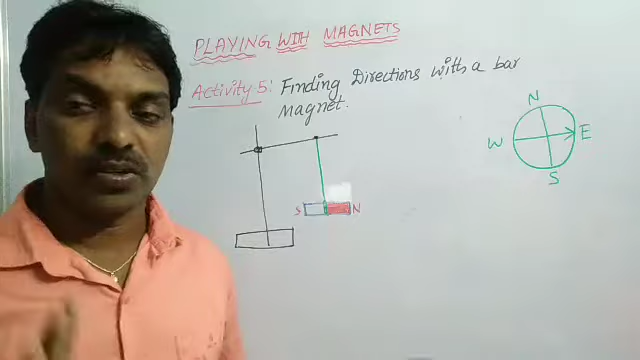 PLAYING WITH MAGNETS
Activity 5: Finding Directions with a bar
Magnet.
N
W E
S
S N